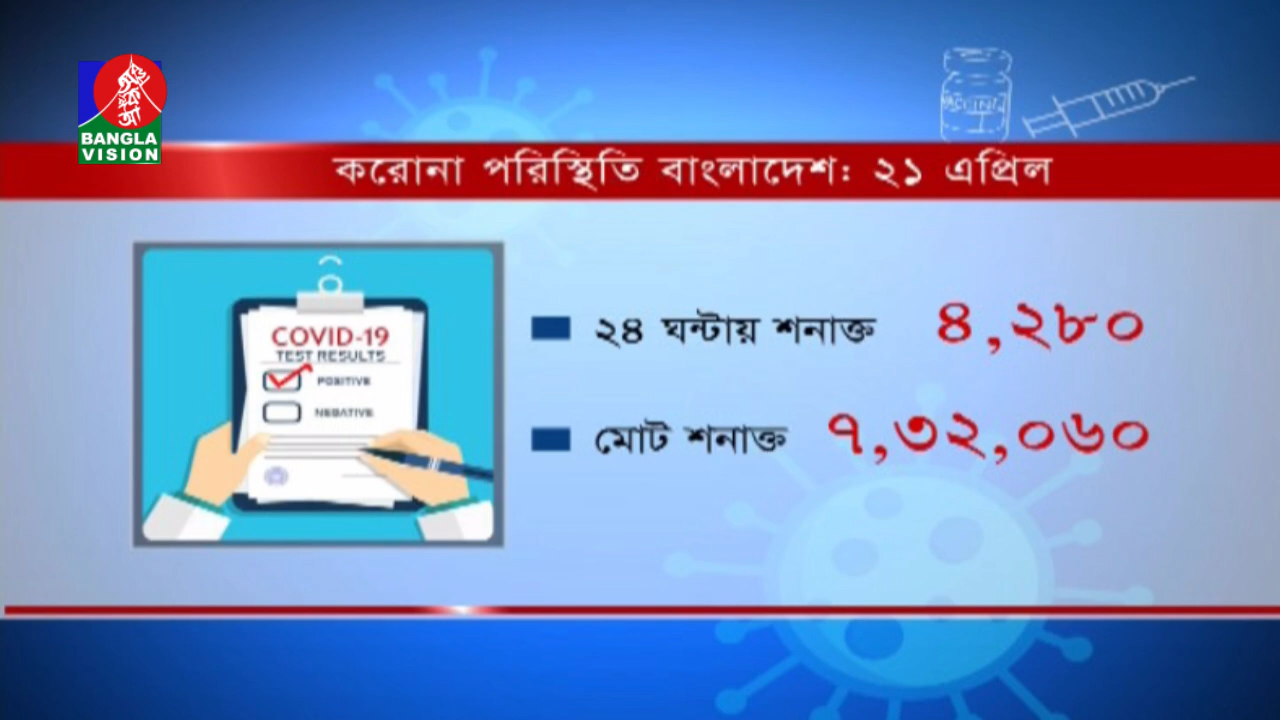 BANGLA
VISION
VACCINE
করোনা পরিস্থিতি বাংলাদেশ: ২১ এপ্রিল
COVID-19
TEST RESULTS
POSITIVE
NEGATIVE
২৪ ঘন্টায় শনাক্ত ৪,২৮০
মোট শনাক্ত ৭,৩২,০৬০